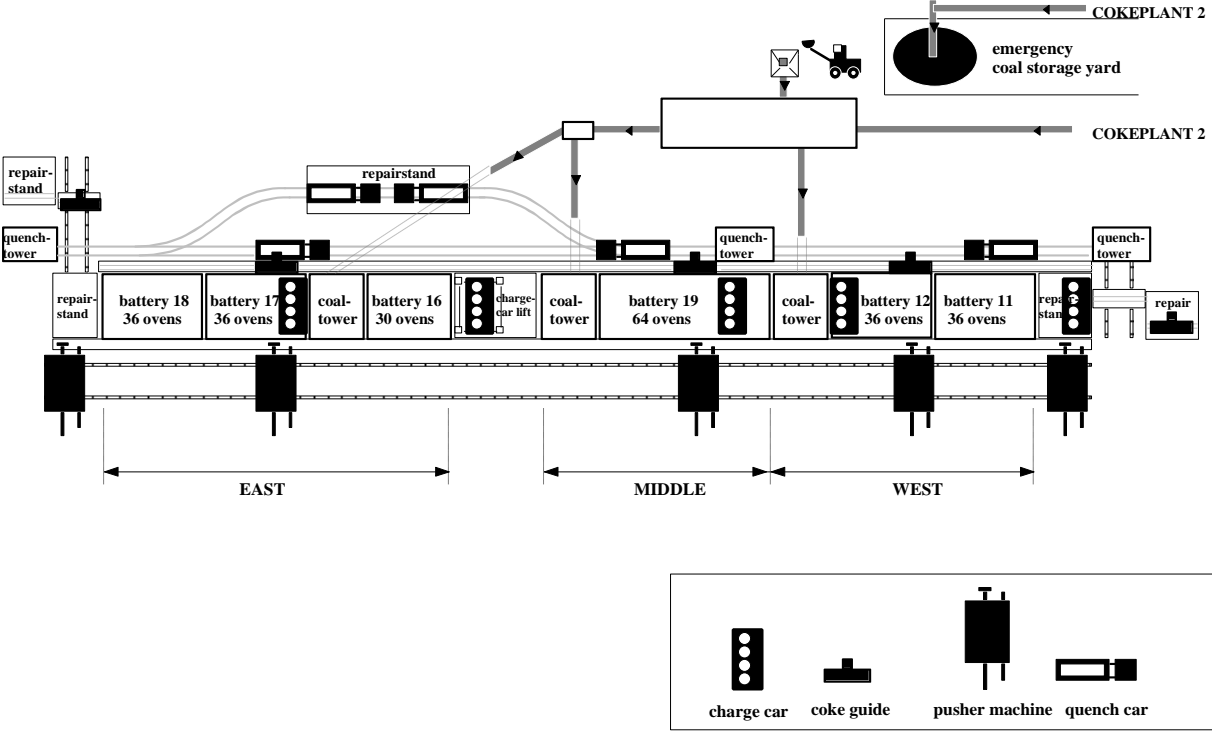 COKEPLANT 2
emergency
coal storage yard
COKEPLANT 2
repair-
stand
repairstand
quench-
tower
quench-
tower
quench-
tower
repair-
stand
battery 18
36 ovens
battery 17
36 ovens
coal-
tower
battery 16
30 ovens
charge-
car lift
coal-
tower
battery 19
64 ovens
coal-
tower
battery 12
36 ovens
battery 11
36 ovens
repair-
stand
repair
EAST
MIDDLE
WEST
charge car
coke guide
pusher machine
quench car